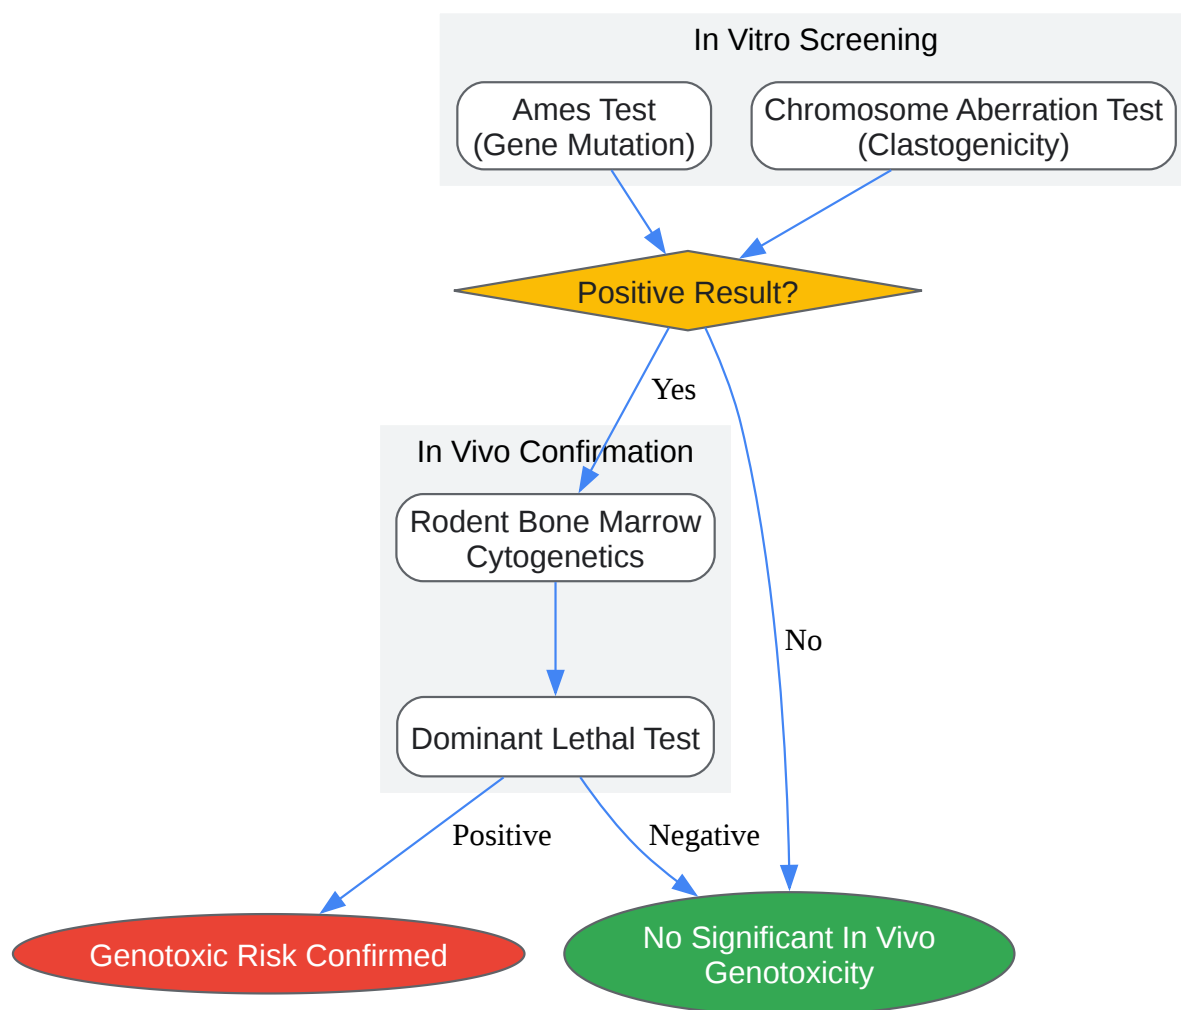 In Vitro Screening
Ames Test
(Gene Mutation)
Chromosome Aberration Test
(Clastogenicity)
Positive Result?
Yes
In Vivo Confirmation
Rodent Bone Marrow
Cytogenetics
No
Dominant Lethal Test
Positive
Negative
Genotoxic Risk Confirmed
No Significant In Vivo
Genotoxicity